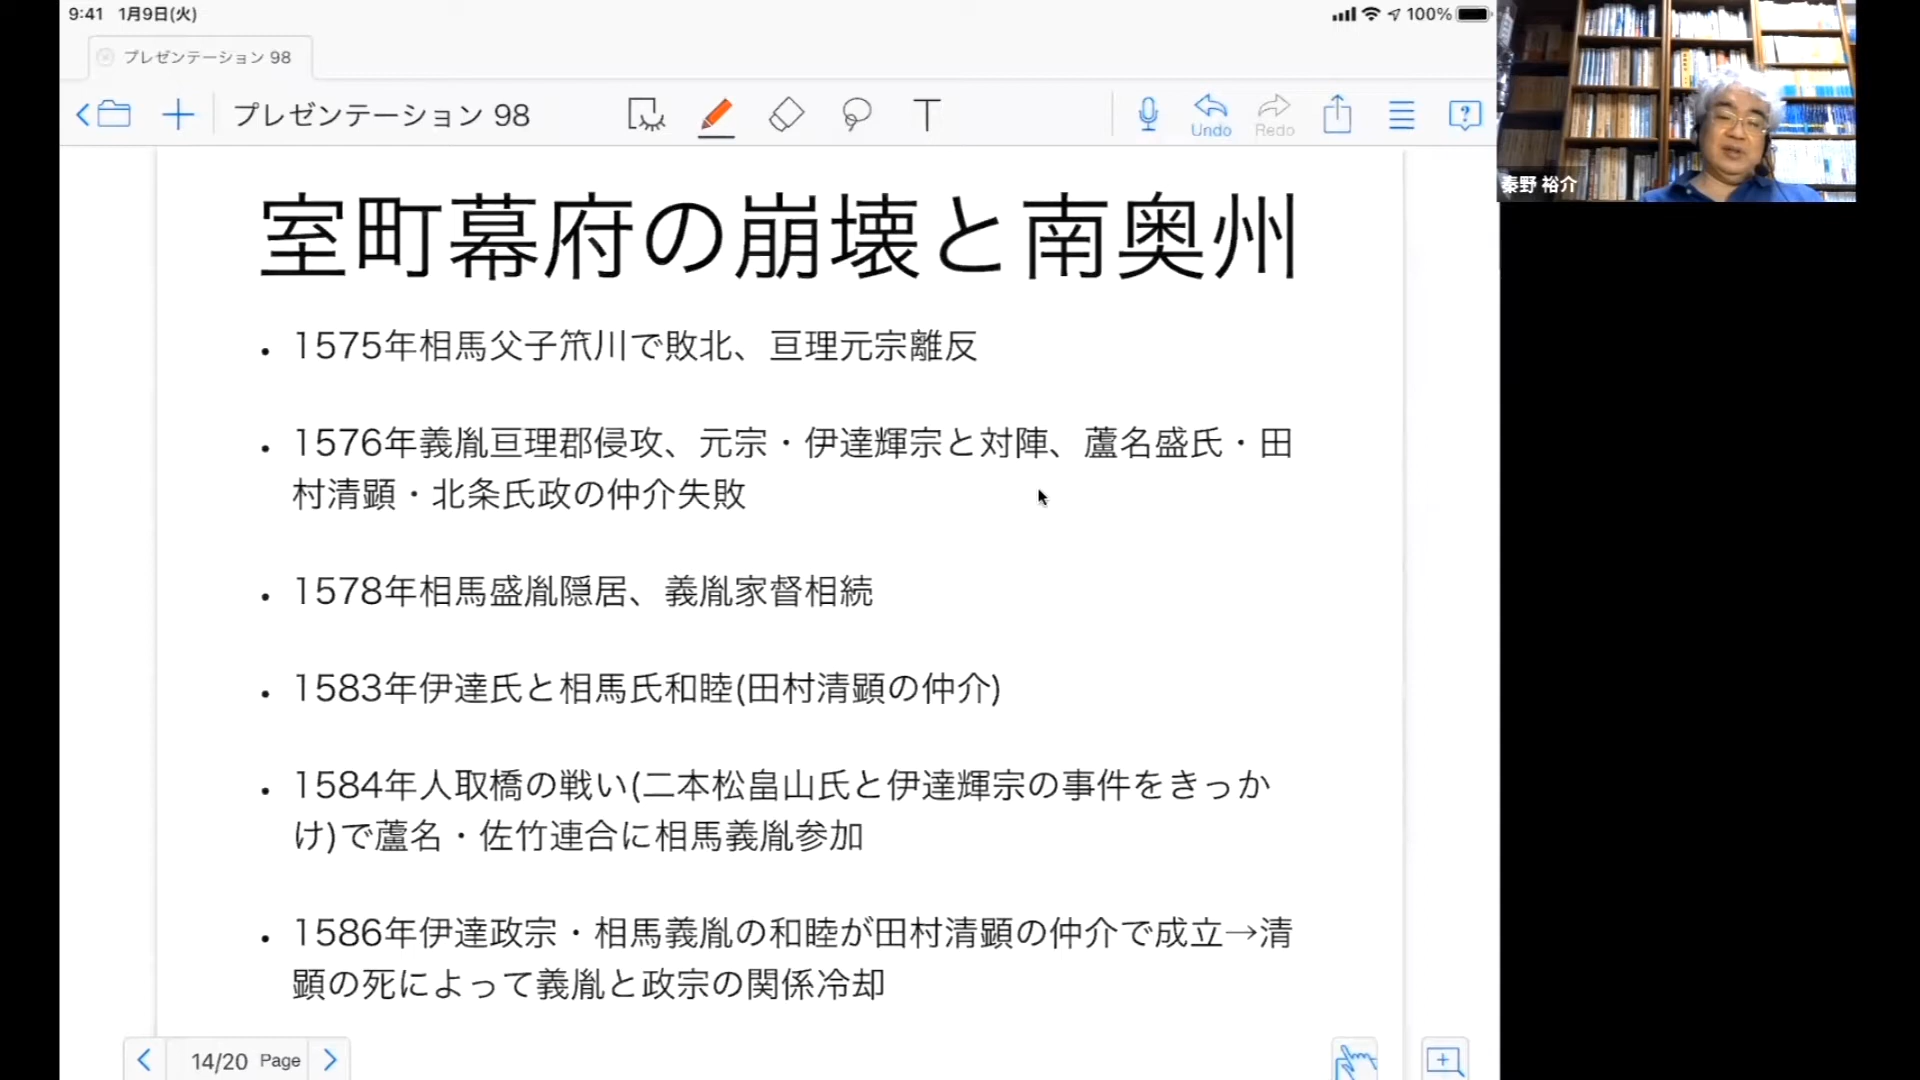 9:41 1月9日(火)
100%
プレゼンテーション 98
プレゼンテーション 98
T
Undo
Redo
秦野 裕介
室町幕府の崩壊と南奥州
• 1575年相馬父子笊川で敗北、亘理元宗離反
• 1576年義胤亘理郡侵攻、元宗・伊達輝宗と対陣、蘆名盛氏・田
村清顕・北条氏政の仲介失敗
• 1578年相馬盛胤隠居、義胤家督相続
• 1583年伊達氏と相馬氏和睦(田村清顕の仲介)
• 1584年人取橋の戦い(二本松畠山氏と伊達輝宗の事件をきっか
け)で蘆名・佐竹連合に相馬義胤参加
• 1586年伊達政宗・相馬義胤の和睦が田村清顕の仲介で成立→清
顕の死によって義胤と政宗の関係冷却
14/20 Page